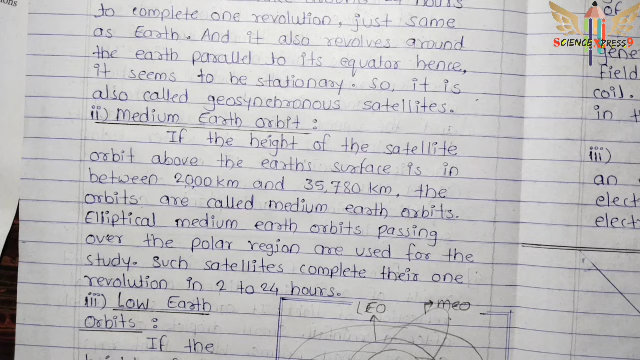 to complete one revolution, just same
as Earth. And it also revolves around
the earth parallel to its equator hence,
it seems to be stationary. So, it is
also called geosynchronous satellites.
ii) Medium Earth orbit :
If the height of the satellite
orbit above the earth's surface is in
between 2000 km and 35,780 km, the
orbits are called medium earth orbits.
Elliptical medium earth orbits passing
over the polar region are used for the
study. Such satellites complete their one
revolution in 2 to 24 hours.
iii) Low Earth
Orbits :
If the
LEO
MEO
SCIENCEXPRESS9
of
field
coil.
in
iii)
an
elect
elect